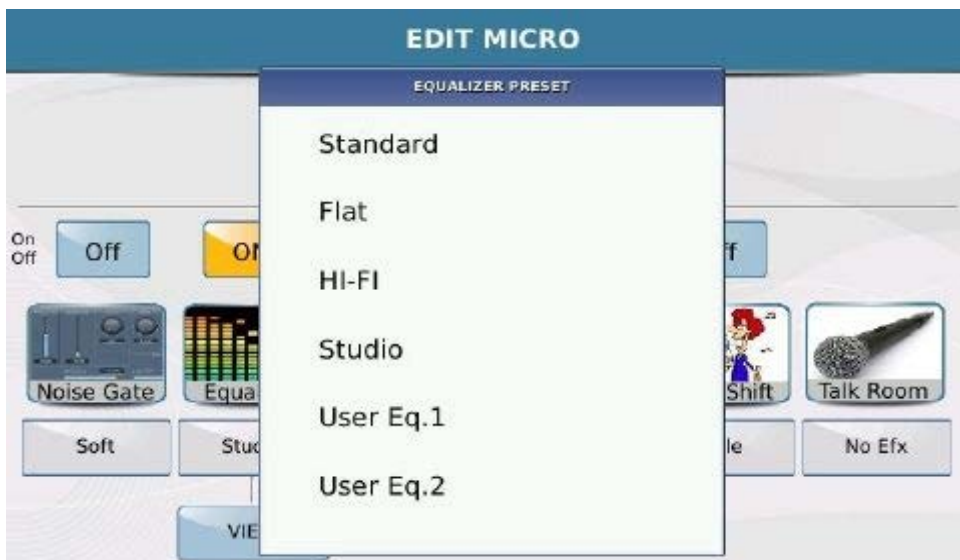 EDIT MICRO
EQUALIZER PRESET
Standard
Flat
HI-FI
Studio
User Eq.1
User Eq.2
On
Off
Off
Noise Gate
Shift
Talk Room
Soft
No Efx